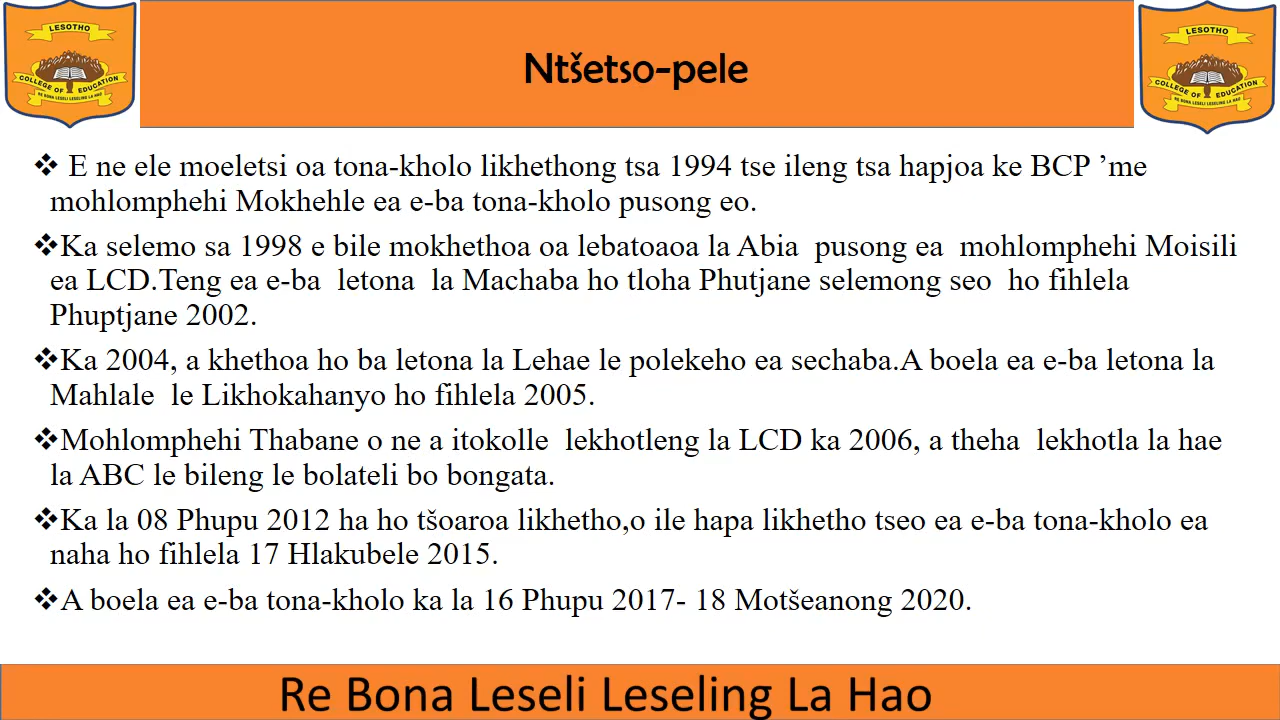 LESOTHO
COLLEGE OF EDUCATION
RE BONA LESELI LESELING LA HAO
Ntšetso-pele
LESOTHO
COLLEGE OF EDUCATION
RE BONA LESELI LESELING LA HAO
❖ E ne ele moeletsi oa tona-kholo likhethong tsa 1994 tse ileng tsa hapjoa ke BCP ’me
mohlomphehi Mokhehle ea e-ba tona-kholo pusong eo.
❖Ka selemo sa 1998 e bile mokhethoa oa lebatoaoa la Abia pusong ea mohlomphehi Moisili
ea LCD.Teng ea e-ba letona la Machaba ho tloha Phutjane selemong seo ho fihlela
Phuptjane 2002.
❖Ka 2004, a khethoa ho ba letona la Lehae le polekeho ea sechaba.A boela ea e-ba letona la
Mahlale le Likhokahanyo ho fihlela 2005.
❖Mohlomphehi Thabane o ne a itokolle lekhotleng la LCD ka 2006, a theha lekhotla la hae
la ABC le bileng le bolateli bo bongata.
❖Ka la 08 Phupu 2012 ha ho tšoaroa likhetho,o ile hapa likhetho tseo ea e-ba tona-kholo ea
naha ho fihlela 17 Hlakubele 2015.
❖A boela ea e-ba tona-kholo ka la 16 Phupu 2017- 18 Motšeanong 2020.
Re Bona Leseli Leseling La Hao